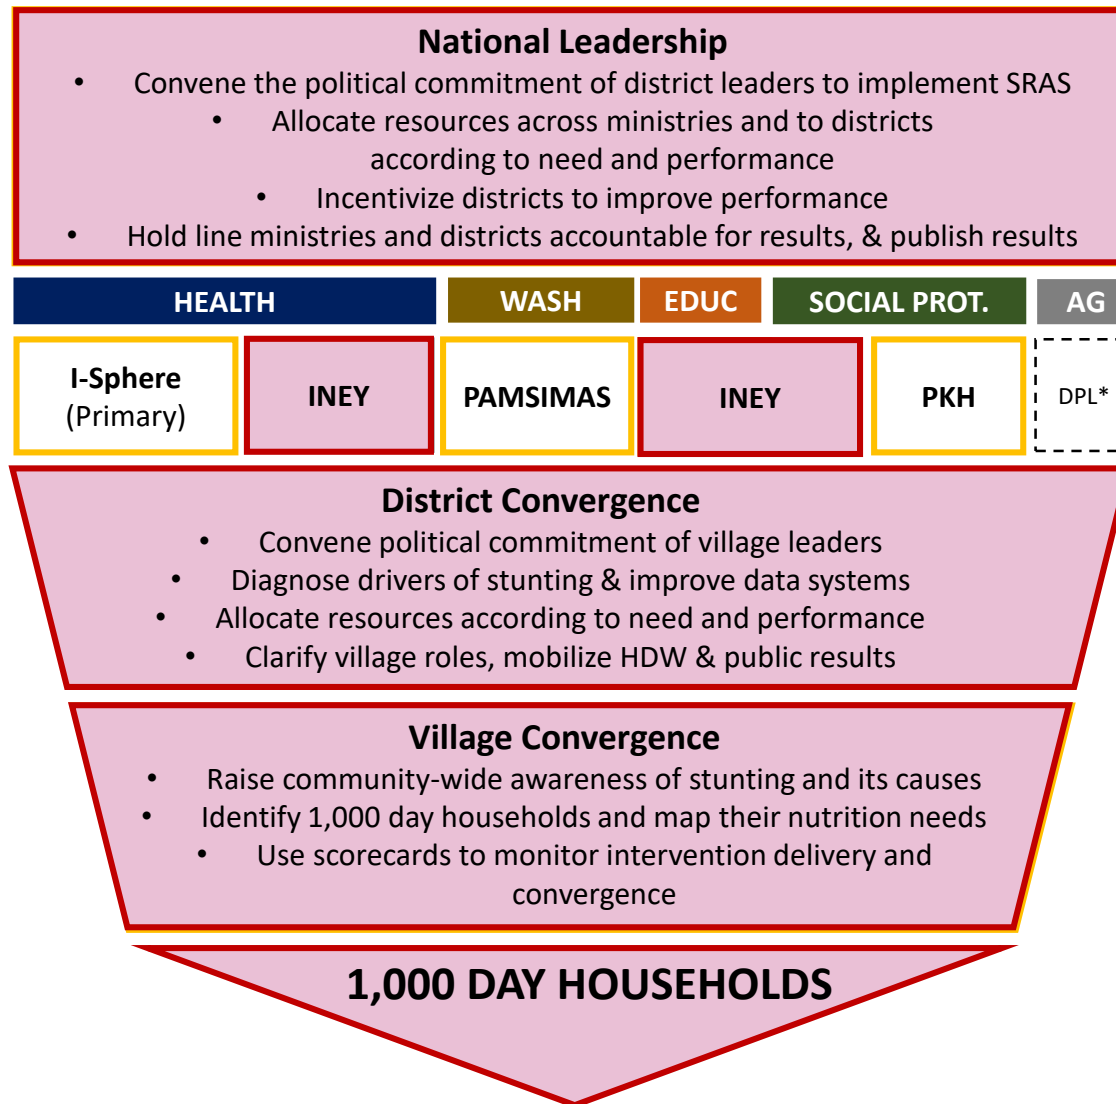 National Leadership
• Convene the political commitment of district leaders to implement SRAS
• Allocate resources across ministries and to districts
according to need and performance
• Incentivize districts to improve performance
• Hold line ministries and districts accountable for results, & publish results
HEALTH WASH EDUC SOCIAL PROT. AG
I-Sphere
(Primary)
INEY
PAMSIMAS
INEY
PKH
DPL*
District Convergence
• Convene political commitment of village leaders
• Diagnose drivers of stunting & improve data systems
• Allocate resources according to need and performance
• Clarify village roles, mobilize HDW & public results
Village Convergence
• Raise community-wide awareness of stunting and its causes
• Identify 1,000 day households and map their nutrition needs
• Use scorecards to monitor intervention delivery and
convergence
1,000 DAY HOUSEHOLDS